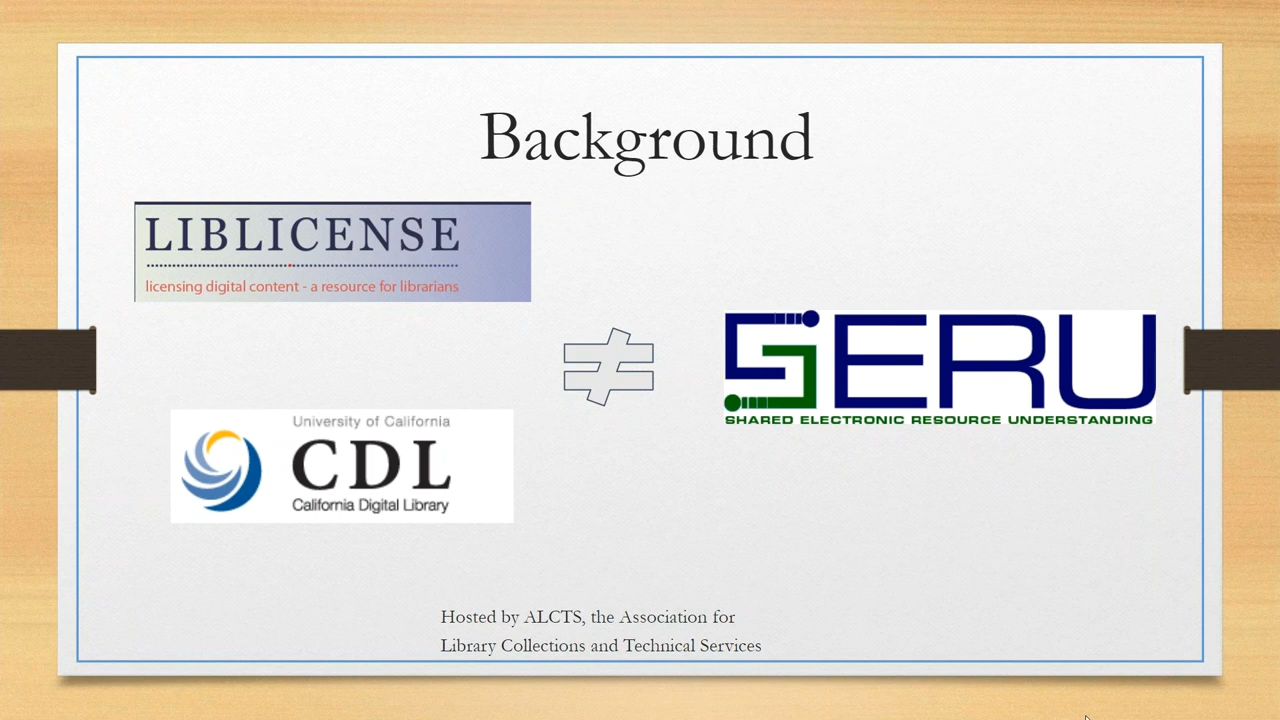 Background
LIBLICENSE
licensing digital content - a resource for librarians
≠
SERU
SHARED ELECTRONIC RESOURCE UNDERSTANDING
University of California
CDL
California Digital Library
Hosted by ALCTS, the Association for
Library Collections and Technical Services